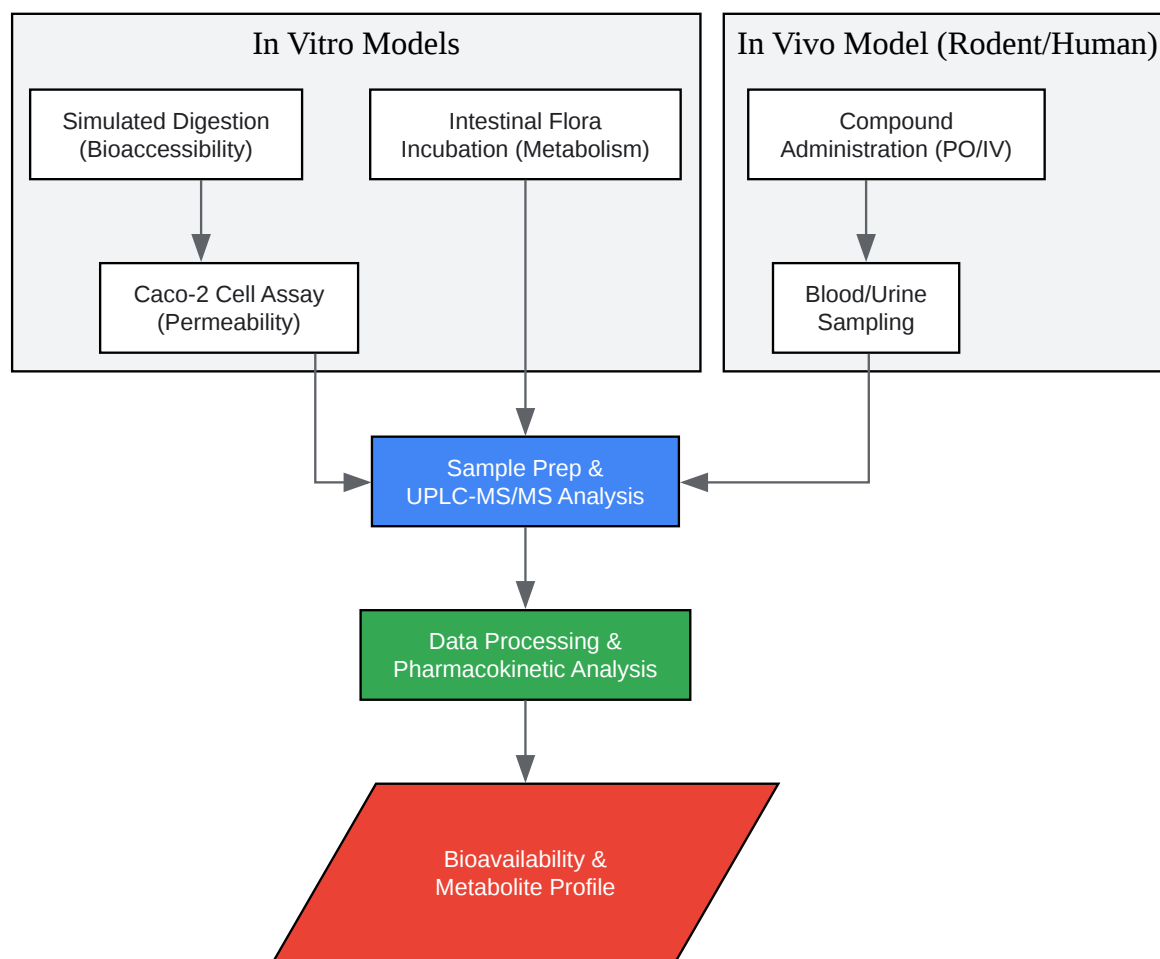 In Vitro Models
Simulated Digestion
(Bioaccessibility)
Intestinal Flora
Incubation (Metabolism)
Caco-2 Cell Assay
(Permeability)
In Vivo Model (Rodent/Human)
Compound
Administration (PO/IV)
Blood/Urine
Sampling
Sample Prep &
UPLC-MS/MS Analysis
Data Processing &
Pharmacokinetic Analysis
Bioavailability &
Metabolite Profile